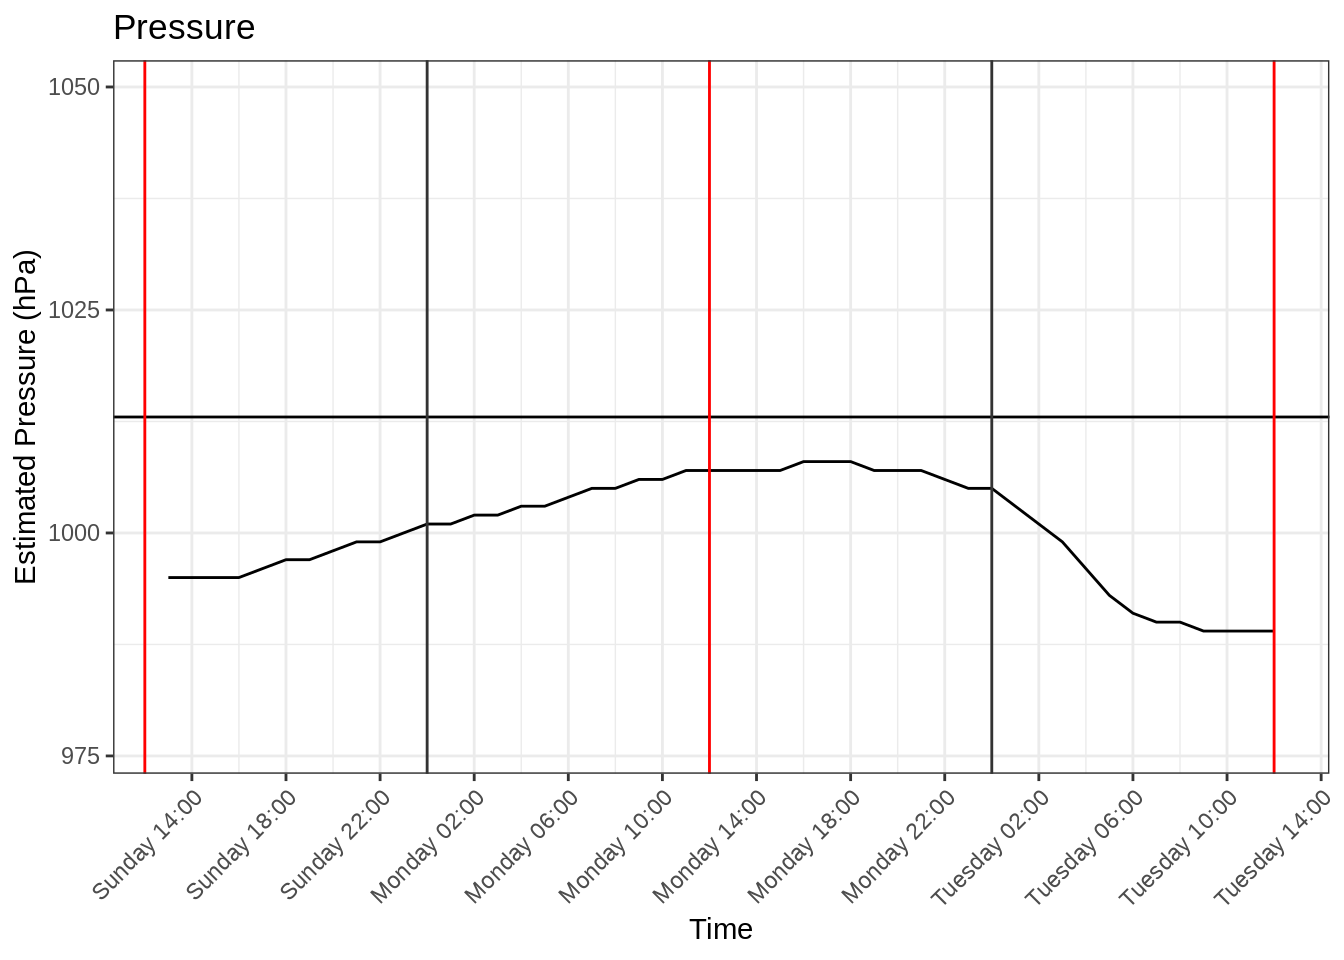 Pressure
Estimated Pressure (hPa)
1050
1025
1000
975
Sunday 14:00
Sunday 18:00
Sunday 22:00
Monday 02:00
Monday 06:00
Monday 10:00
Monday 14:00
Monday 18:00
Monday 22:00
Tuesday 02:00
Tuesday 06:00
Tuesday 10:00
Tuesday 14:00
Time